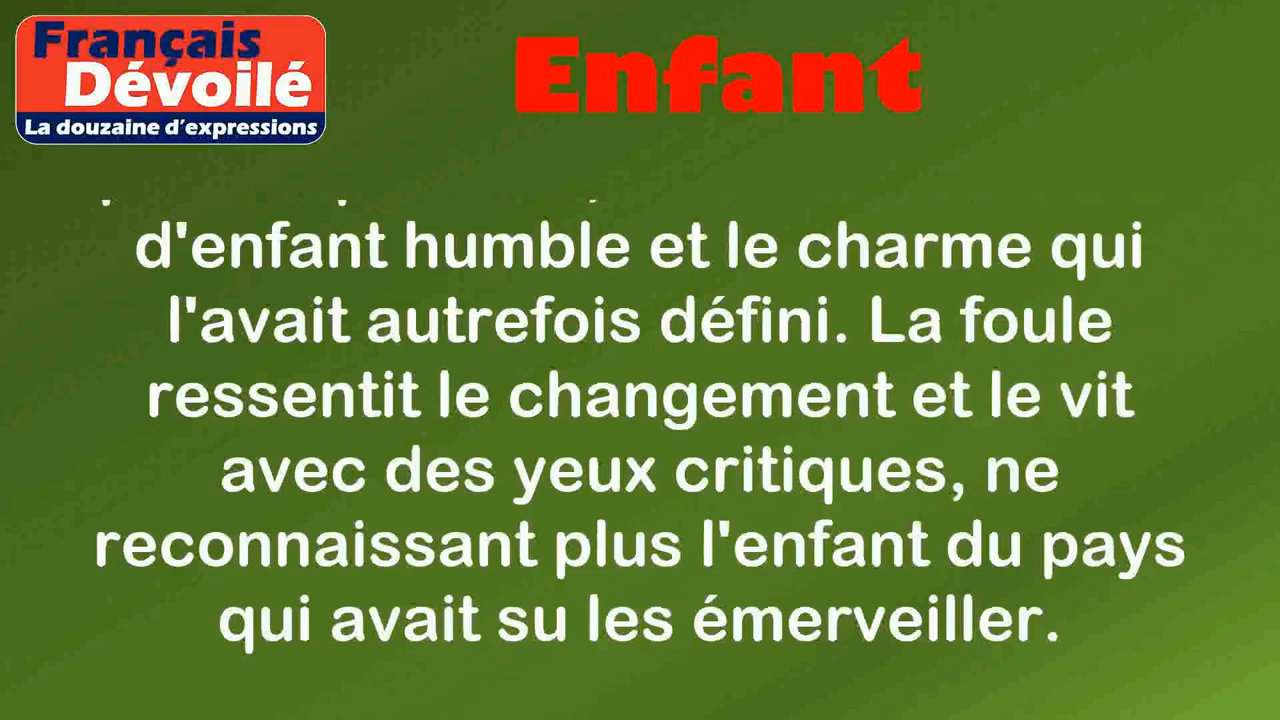 Français
Dévoilé
La douzaine d'expressions
Enfant
d'enfant humble et le charme qui
l'avait autrefois défini. La foule
ressentit le changement et le vit
avec des yeux critiques, ne
reconnaissant plus l'enfant du pays
qui avait su les émerveiller.